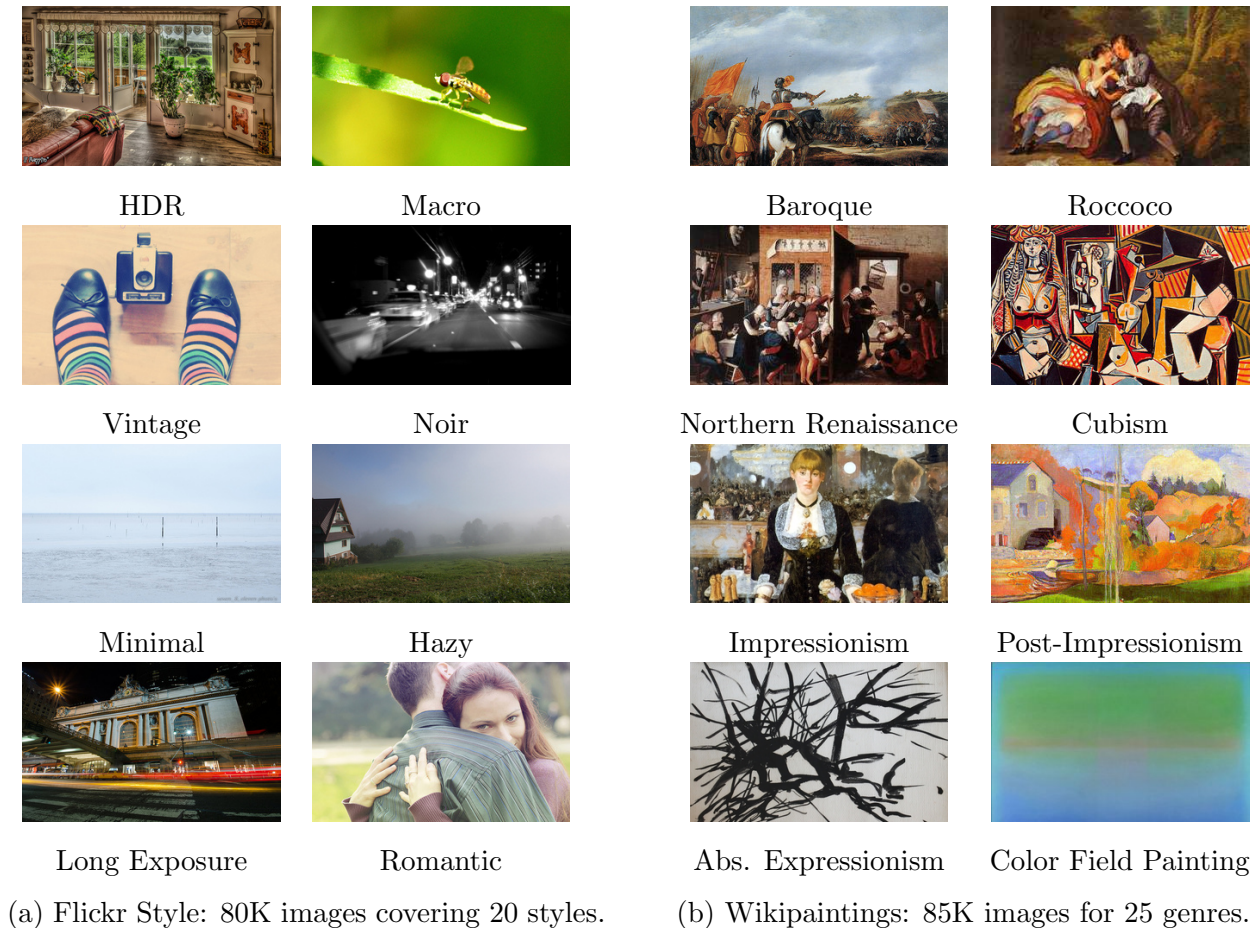 HDR
Macro
Vintage
Noir
Minimal
Hazy
Long Exposure
Romantic
(a) Flickr Style: 80K images covering 20 styles.
Baroque
Roccoco
Northern Renaissance
Cubism
Impressionism
Post-Impressionism
Abs. Expressionism
Color Field Painting
(b) Wikipaintings: 85K images for 25 genres.